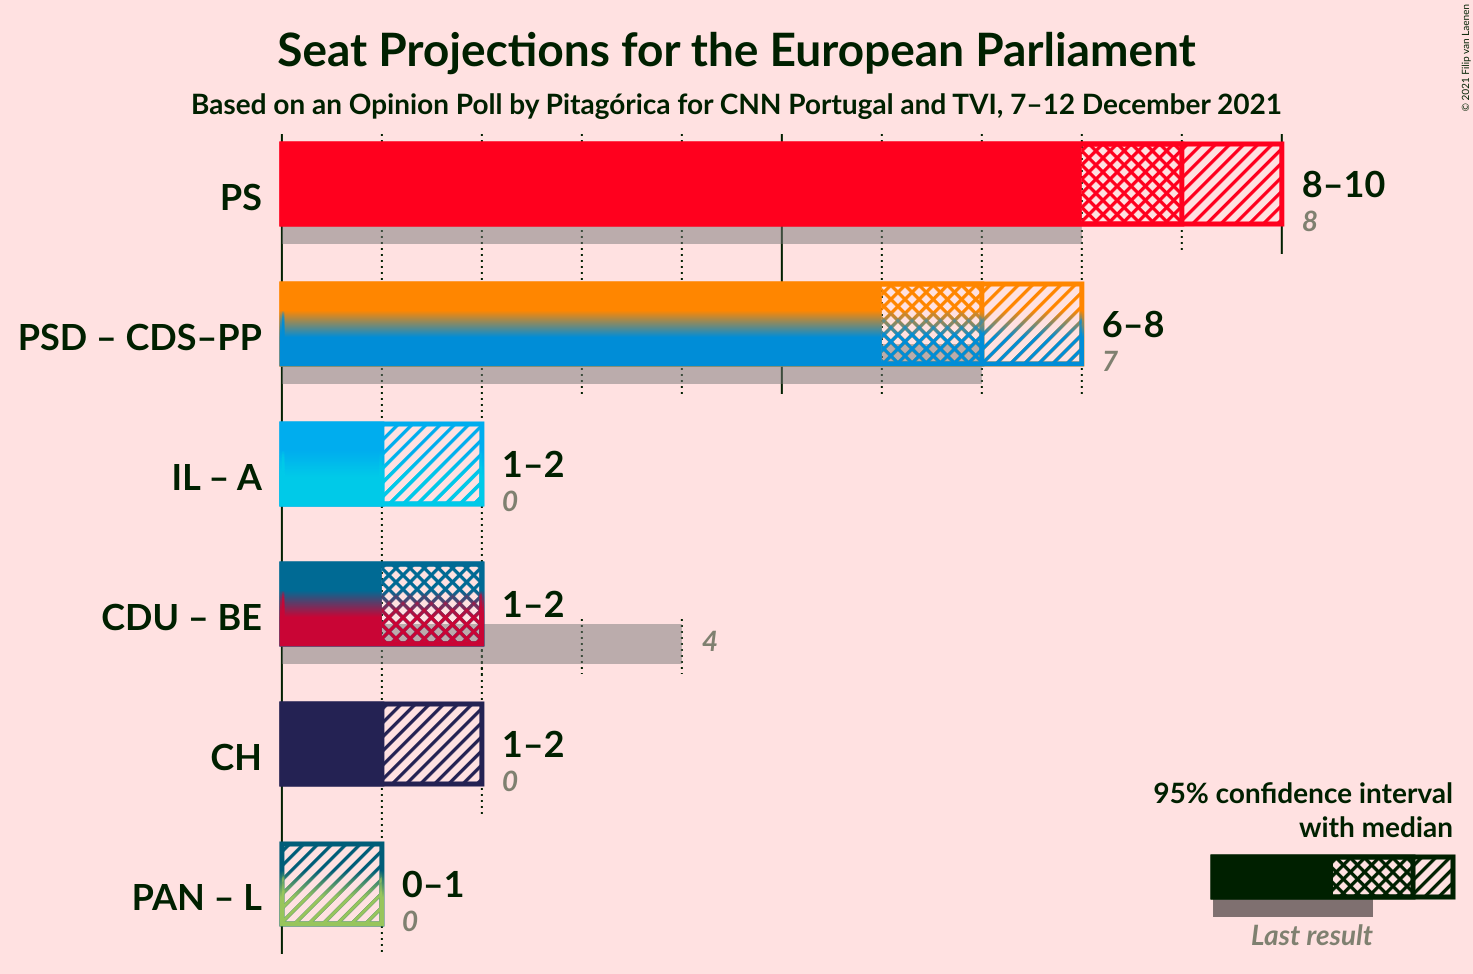 Seat Projections for the European Parliament
Based on an Opinion Poll by Pitagórica for CNN Portugal and TVI, 7–12 December 2021
© 2021 Filip van Laenen
PS
8–10
8
PSD – CDS–PP
6–8
7
IL – A
1–2
0
CDU – BE
1–2
4
CH
1–2
0
PAN – L
0–1
0
95% confidence interval
with median
Last result